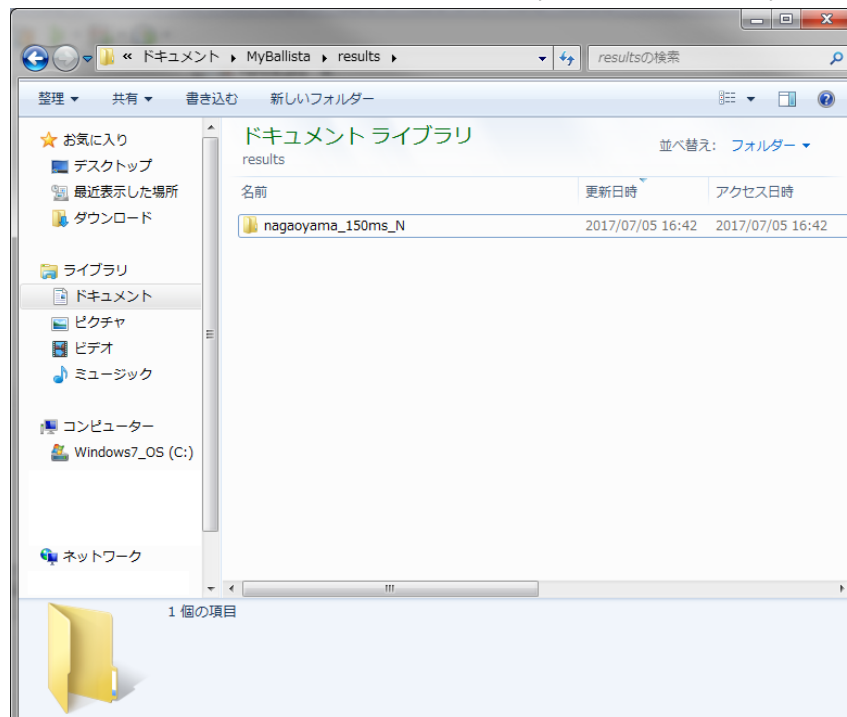 « ドキュメント ▸ MyBallista ▸ results ▸ resultsの検索
整理 ▼ 共有 ▼ 書き込む 新しいフォルダー
お気に入り
デスクトップ
最近表示した場所
ダウンロード
ライブラリ
ドキュメント
ピクチャ
ビデオ
ミュージック
コンピューター
Windows7_OS (C:)
ネットワーク
ドキュメント ライブラリ
results
並べ替え: フォルダー ▼
名前 更新日時 アクセス日時
nagaoyama_150ms_N 2017/07/05 16:42 2017/07/05 16:42
1 個の項目